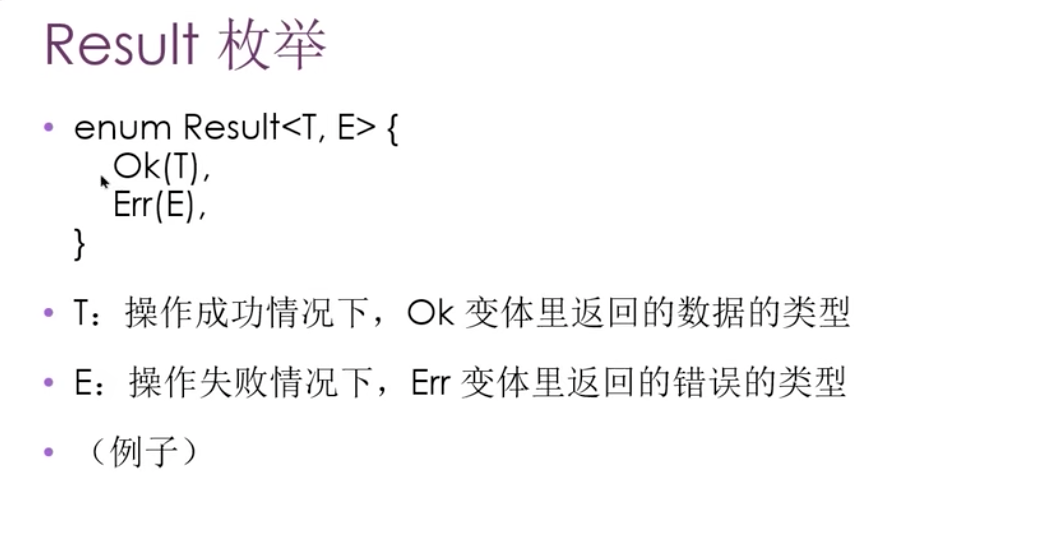 Result 枚举
• enum Result<T, E> {
Ok(T),
Err(E),
}
• T：操作成功情况下，Ok 变体里返回的数据的类型
• E：操作失败情况下，Err 变体里返回的错误的类型
• （例子）